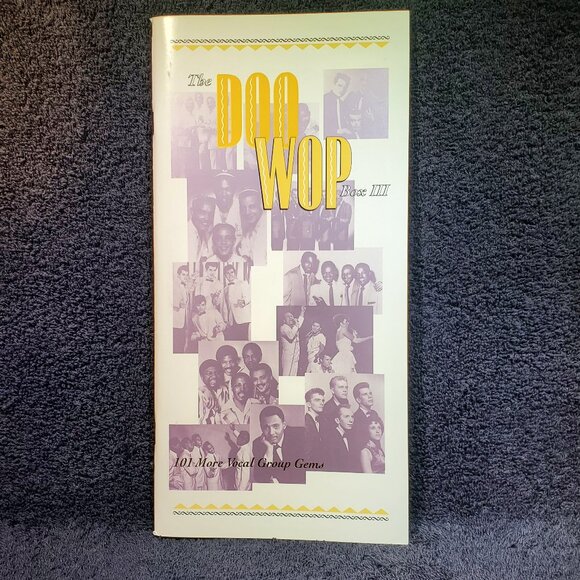 The
DOO
WOP
Box III
101 More Vocal Group Gems